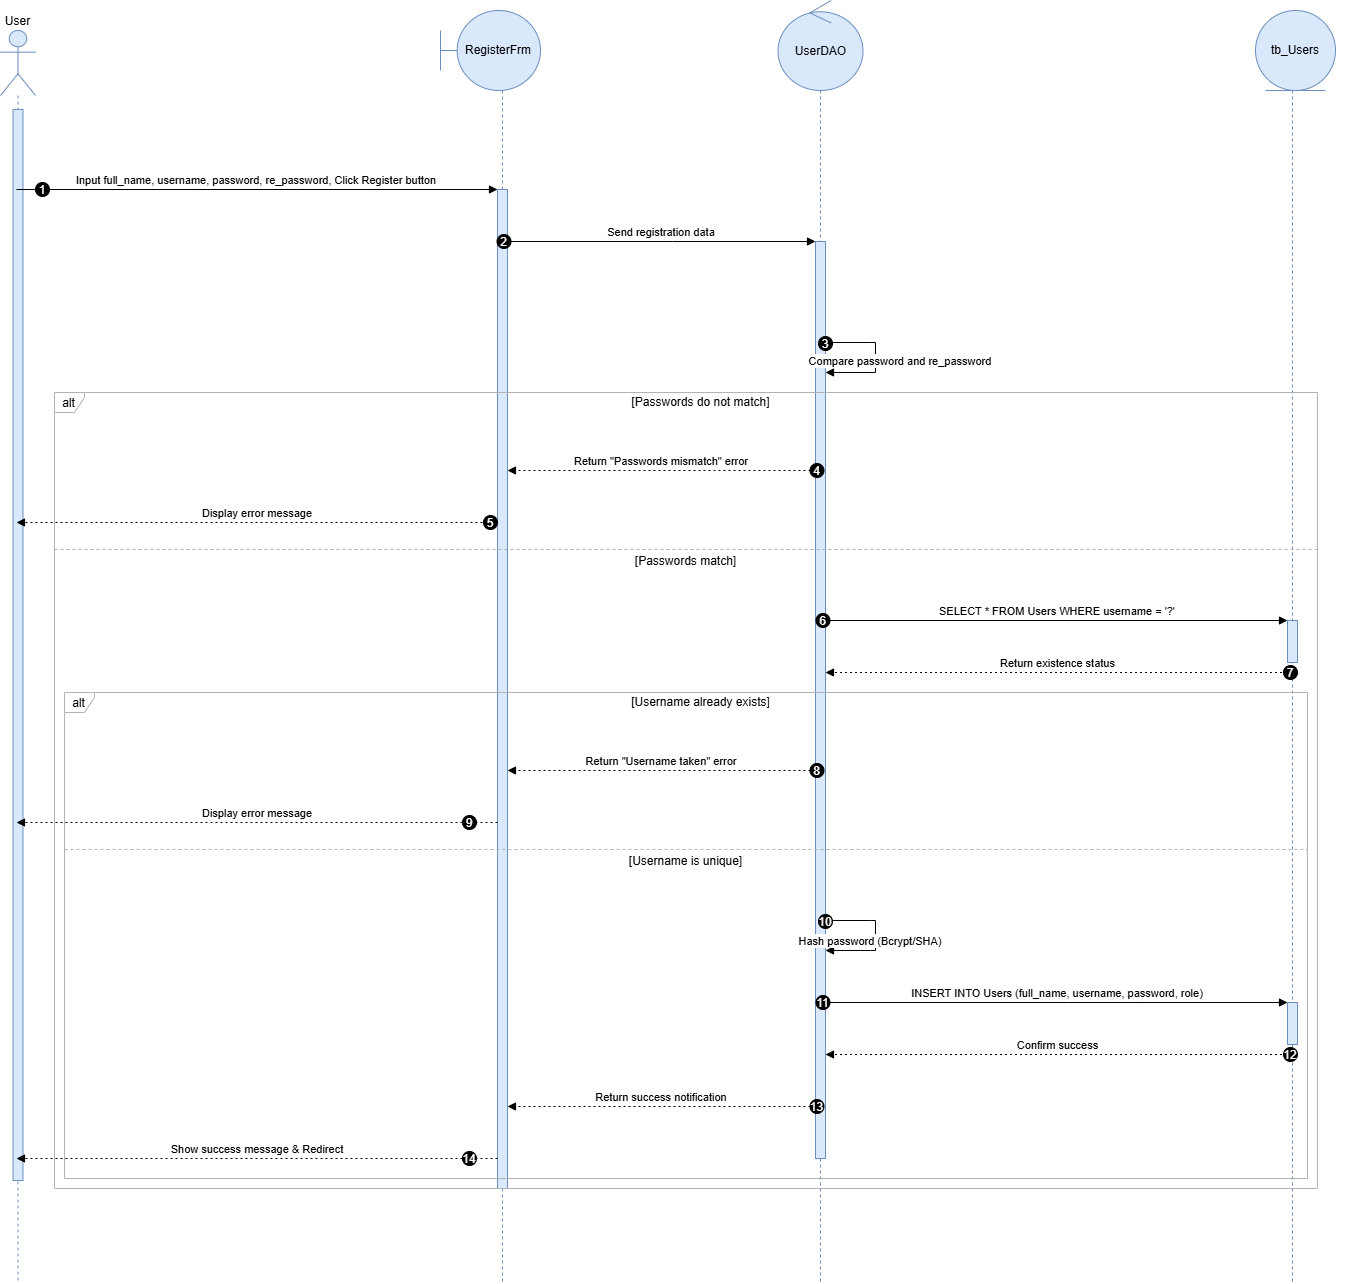 User
RegisterFrm
UserDAO
tb_Users
1
Input full_name, username, password, re_password, Click Register button
2
Send registration data
3
Compare password and re_password
alt
[Passwords do not match]
Return "Passwords mismatch" error
4
Display error message
5
[Passwords match]
6
SELECT * FROM Users WHERE username = '?'
Return existence status
7
alt
[Username already exists]
Return "Username taken" error
8
Display error message
9
[Username is unique]
10
Hash password (Bcrypt/SHA)
11
INSERT INTO Users (full_name, username, password, role)
Confirm success
12
Return success notification
13
Show success message & Redirect
14